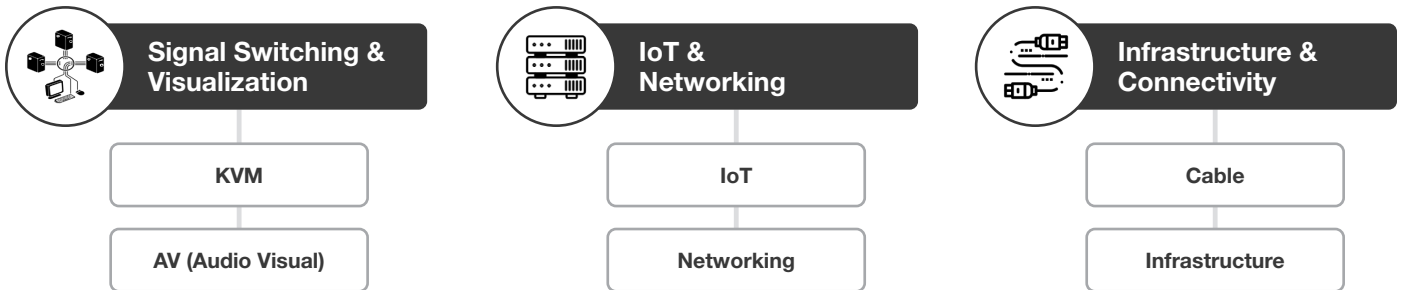 Signal Switching &
Visualization
KVM
AV (Audio Visual)
IoT &
Networking
IoT
Networking
Infrastructure &
Connectivity
Cable
Infrastructure